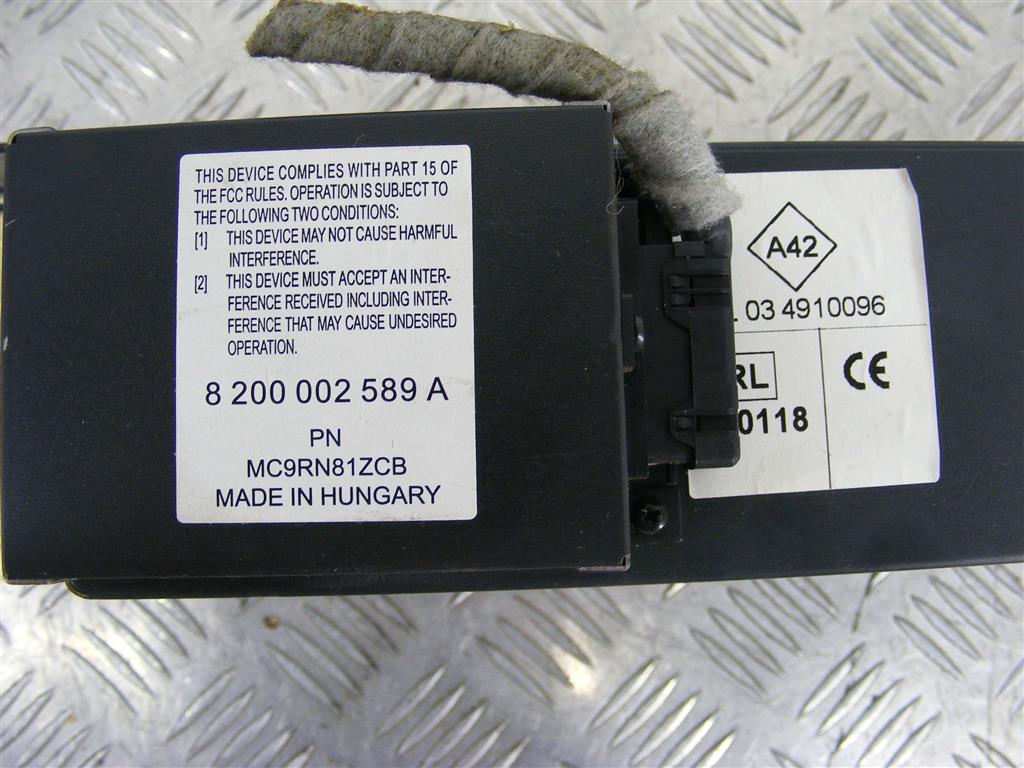 THIS DEVICE COMPLIES WITH PART 15 OF
THE FCC RULES. OPERATION IS SUBJECT TO
THE FOLLOWING TWO CONDITIONS:
[1] THIS DEVICE MAY NOT CAUSE HARMFUL
INTERFERENCE.
[2] THIS DEVICE MUST ACCEPT AN INTER-
FERENCE RECEIVED INCLUDING INTER-
FERENCE THAT MAY CAUSE UNDESIRED
OPERATION.
8 200 002 589 A
PN
MC9RN81ZCB
MADE IN HUNGARY
A42
03 4910096
RL
0118
CE